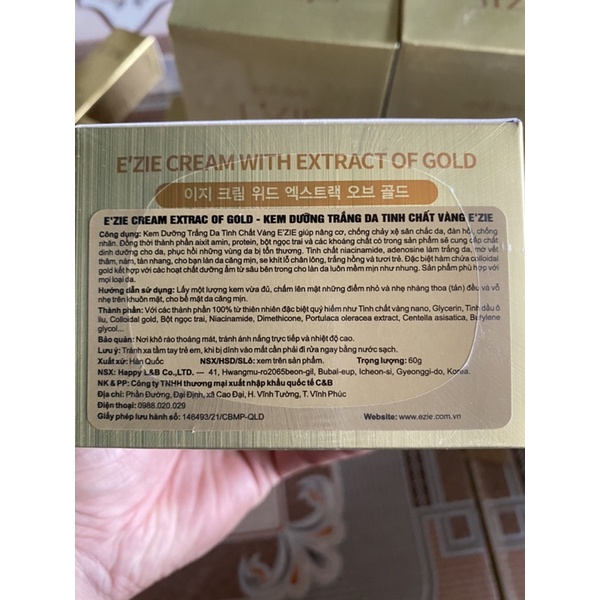 E'ZIE CREAM WITH EXTRACT OF GOLD
이지 크림 위드 엑스트랙 오브 골드
E'ZIE CREAM EXTRAC OF GOLD - KEM DƯỠNG TRẮNG DA TINH CHẤT VÀNG E'ZIE
Công dụng: Kem Dưỡng Trắng Da Tinh Chất Vàng E'ZIE giúp nâng cơ, chống chảy xệ săn chắc da, đàn hồi, chống
nhăn. Đồng thời thành phần aixit amin, protein, bột ngọc trai và các khoáng chất có trong sản phẩm sẽ cung cấp chất
dinh dưỡng cho da, phục hồi những vùng da bị tổn thương. Tinh chất niacinamide, adenosine làm trắng da, mờ vết
thâm, nám, tàn nhang, cho bạn làn da căng mịn, se khít lỗ chân lông, trắng hồng và tươi trẻ. Đặc biệt hàm chứa colloidal
gold kết hợp với các hoạt chất dưỡng ẩm từ sâu bên trong cho làn da luôn mềm mịn như nhung. Sản phẩm phù hợp với
mọi loại da.
Hướng dẫn sử dụng: Lấy một lượng kem vừa đủ, chấm lên mặt những điểm nhỏ và nhẹ nhàng thoa (tán) đều và vỗ
nhẹ trên khuôn mặt, cho bề mặt da căng mịn.
Thành phần: Với các thành phần 100% từ thiên nhiên đặc biệt quý hiếm như Tinh chất vàng nano, Glycerin, Tinh dầu ô
liu, Colloidal gold, Bột ngọc trai, Niacinamide, Dimethicone, Portulaca oleracea extract, Centella asisatica, Butylene
glycol...
Bảo quản: Nơi khô ráo thoáng mát, tránh ánh nắng trực tiếp và nhiệt độ cao.
Lưu ý: Tránh xa tầm tay trẻ em, khi bị dính vào mắt cần phải đi rửa ngay bằng nước sạch.
Xuất xứ: Hàn Quốc NSX/HSD/SLô: xem trên sản phẩm. Trọng lượng: 60g
NSX: Happy L&B Co.,LTD. — 41, Hwangmu-ro2065beon-gil, Bubal-eup, Icheon-si, Gyeonggi-do, Korea.
NK & PP: Công ty TNHH thương mại xuất nhập khẩu quốc tế C&B
Địa chỉ: Phần Đường, Đại Định, xã Cao Đại, H. Vĩnh Tường, T. Vĩnh Phúc
Điện thoại: 0988.020.029
Giấy phép lưu hành số: 146493/21/CBMP-QLD Website: www.ezie.com.vn